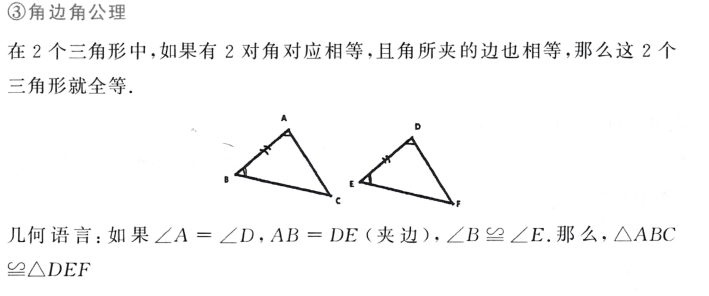 ③角边角公理
在 2 个三角形中,如果有 2 对角对应相等,且角所夹的边也相等,那么这 2 个
三角形就全等.
A
D
B
E
C
F
几何语言:如果∠A = ∠D, AB = DE (夹边), ∠B ≌ ∠E. 那么, △ABC
≌△DEF